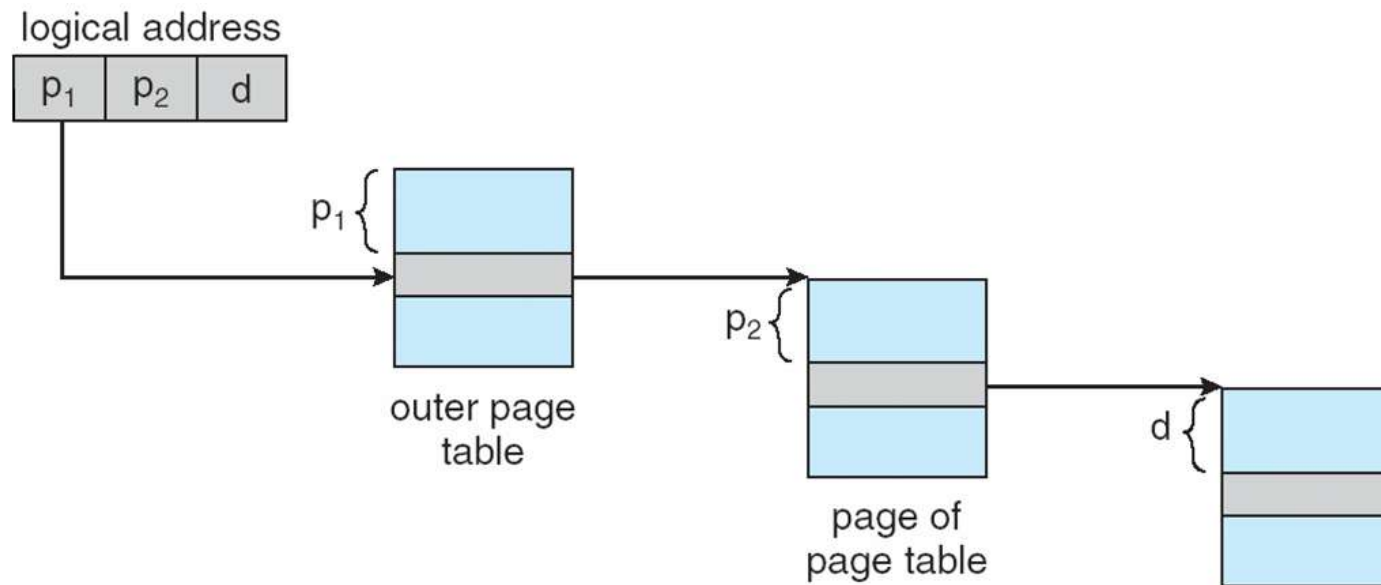 logical address
p₁ p₂ d
p₁
outer page
table
p₂
page of
page table
d